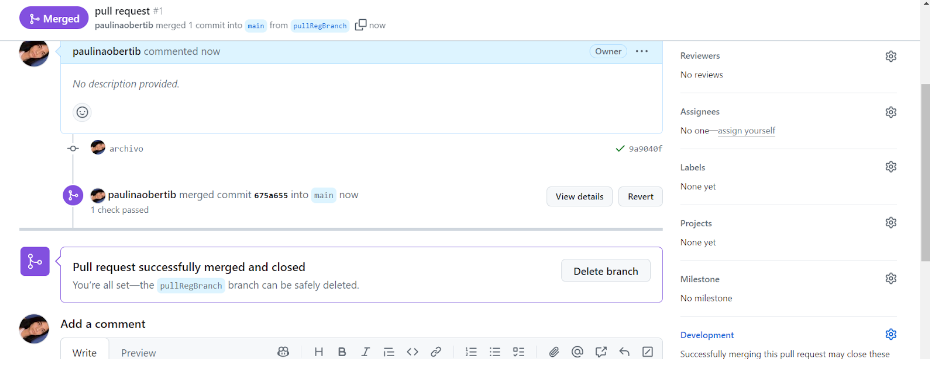 Merged
pull request #1
paulinaobertib merged 1 commit into main from pullRegBranch now
paulinaobertib commented now
Owner
No description provided.
archivo
9a9040f
paulinaobertib merged commit 675a655 into main now
1 check passed
View details
Revert
Pull request successfully merged and closed
You're all set—the pullRegBranch branch can be safely deleted.
Delete branch
Add a comment
Write
Preview
Reviewers
No reviews
Assignees
No one—assign yourself
Labels
None yet
Projects
None yet
Milestone
No milestone
Development
Successfully merging this pull request may close these